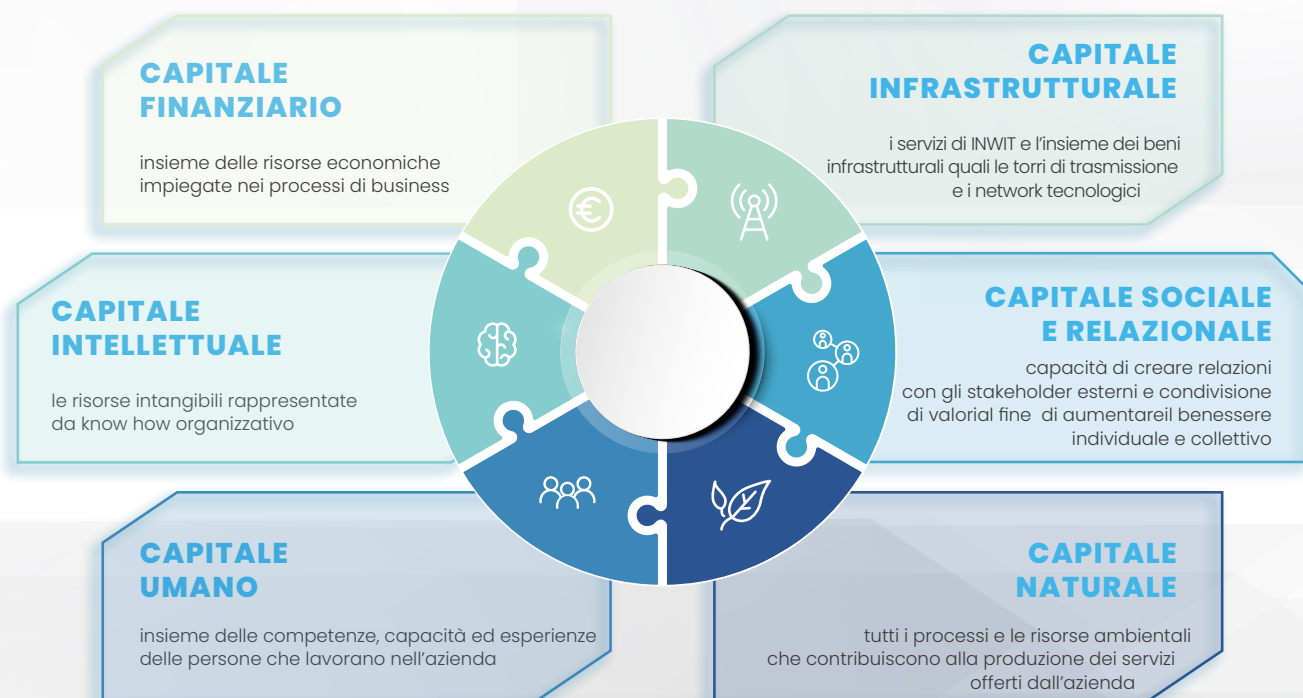 CAPITALE
FINANZIARIO
insieme delle risorse economiche
impiegate nei processi di business
CAPITALE
INFRASTRUTTURALE
i servizi di INWIT e l’insieme dei beni
infrastrutturali quali le torri di trasmissione
e i network tecnologici
CAPITALE
INTELLETTUALE
le risorse intangibili rappresentate
da know how organizzativo
CAPITALE SOCIALE
E RELAZIONALE
capacità di creare relazioni
con gli stakeholder esterni e condivisione
di valorial fine di aumentareil benessere
individuale e collettivo
CAPITALE
UMANO
insieme delle competenze, capacità ed esperienze
delle persone che lavorano nell’azienda
CAPITALE
NATURALE
tutti i processi e le risorse ambientali
che contribuiscono alla produzione dei servizi
offerti dall’azienda